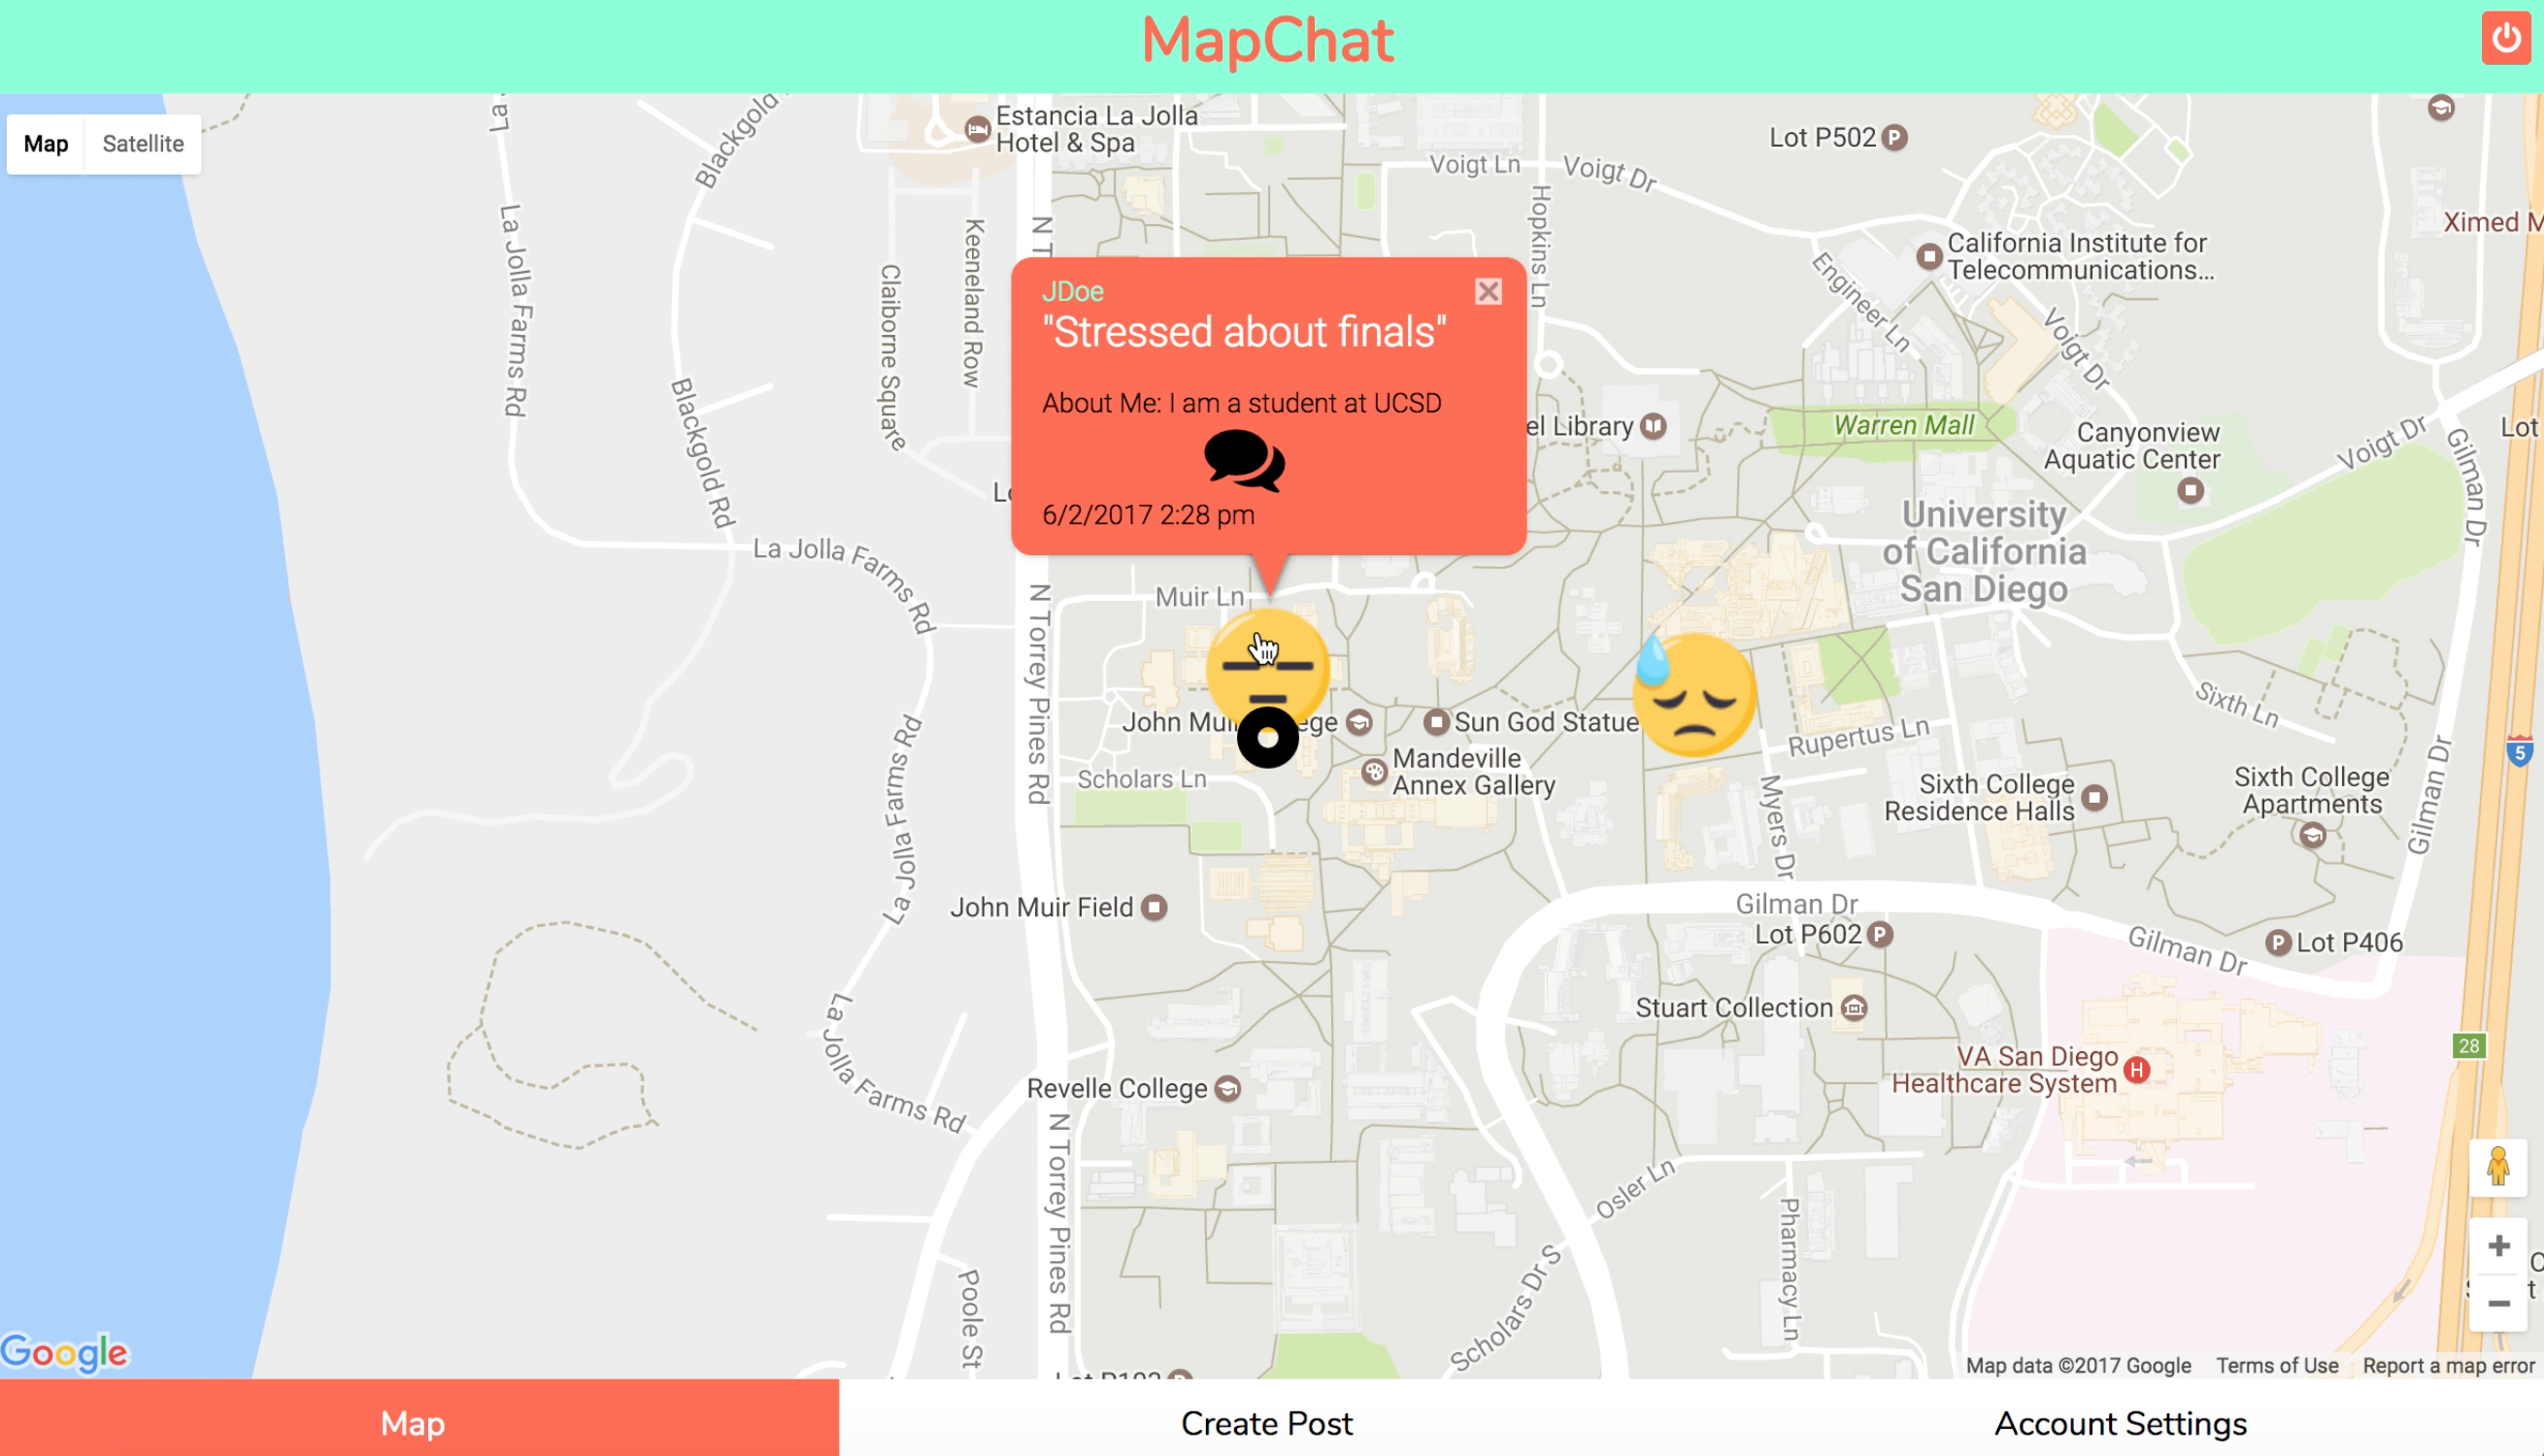 MapChat
Map
Satellite
La
Blackgold
Estancia La Jolla
Hotel & Spa
Voigt Ln
Voigt Dr
Lot P502
Hopkins Ln
N T
Keeneland Row
Claiborne Square
La Jolla Farms Rd
Ximed M
California Institute for
Telecommunications...
Engineer Ln
Voigt Dr
JDoe
"Stressed about finals"
About Me: I am a student at UCSD
6/2/2017 2:28 pm
el Library
Warren Mall
Canyonview
Aquatic Center
Voigt Dr
Lot
Gilman Dr
Blackgold Rd
Lo
University
of California
San Diego
La Jolla Farms Rd
Muir Ln
N Torrey Pines Rd
John Mui
ege
Sun God Statue
Sixth Ln
Rupertus Ln
Mandeville
Annex Gallery
Scholars Ln
La Jolla Farms Rd
Myers Dr
Sixth College
Residence Halls
Sixth College
Apartments
Gilman Dr
5
John Muir Field
Gilman Dr
P
Lot P602
P
Gilman Dr
P
Lot P406
Stuart Collection
La Jolla Farms Rd
28
VA San Diego
Healthcare System
H
Revelle College
N Torrey Pines Rd
Osler Ln
Pharmacy Ln
Scholars Dr S
Poole St
Google
Map data ©2017 Google
Terms of Use
Report a map error
Map
Create Post
Account Settings